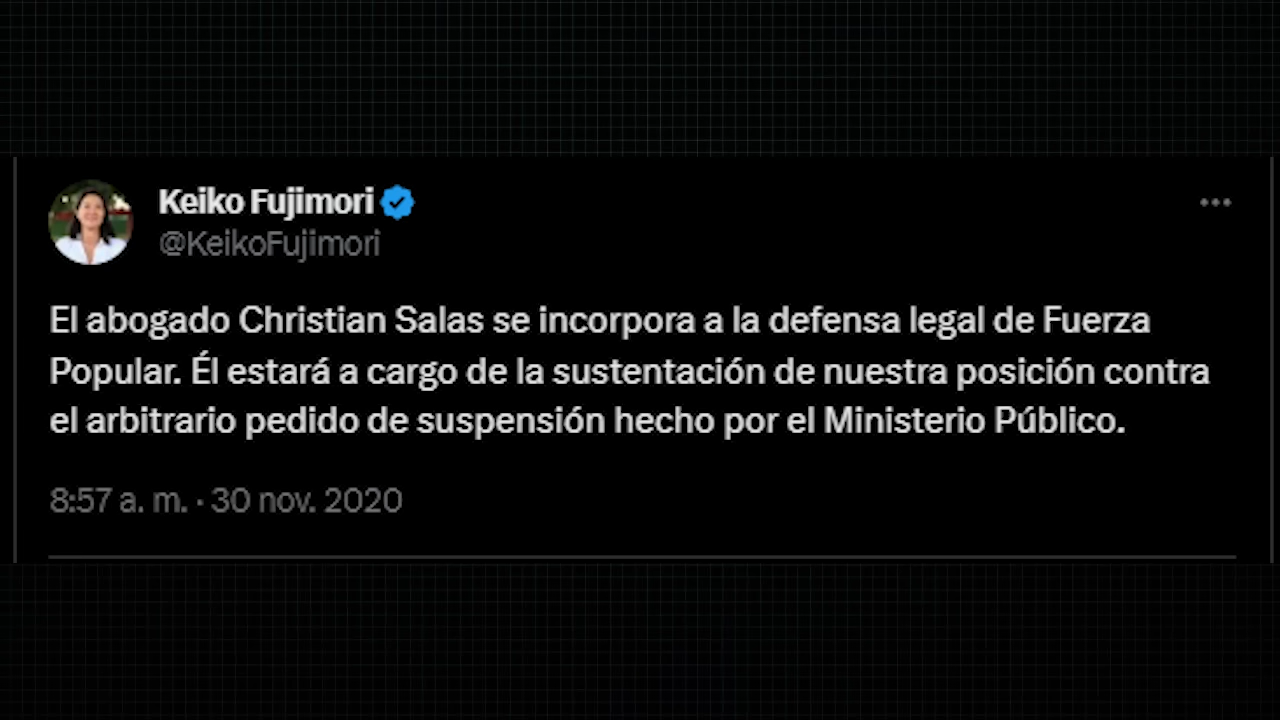 Keiko Fujimori
@KeikoFujimori
El abogado Christian Salas se incorpora a la defensa legal de Fuerza
Popular. Él estará a cargo de la sustentación de nuestra posición contra
el arbitrario pedido de suspensión hecho por el Ministerio Público.
8:57 a. m. · 30 nov. 2020